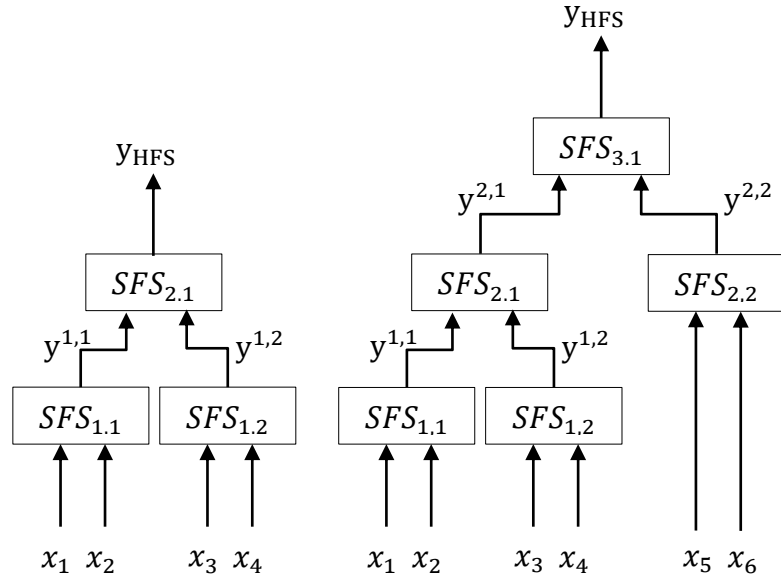 y_HFS
SFS_3.1
y^2,1 y^2,2
y_HFS
SFS_2.1 SFS_2.1 SFS_2,2
y^1,1 y^1,2 y^1,1 y^1,2
SFS_1.1 SFS_1.2 SFS_1,1 SFS_1,2
x_1 x_2 x_3 x_4 x_1 x_2 x_3 x_4 x_5 x_6